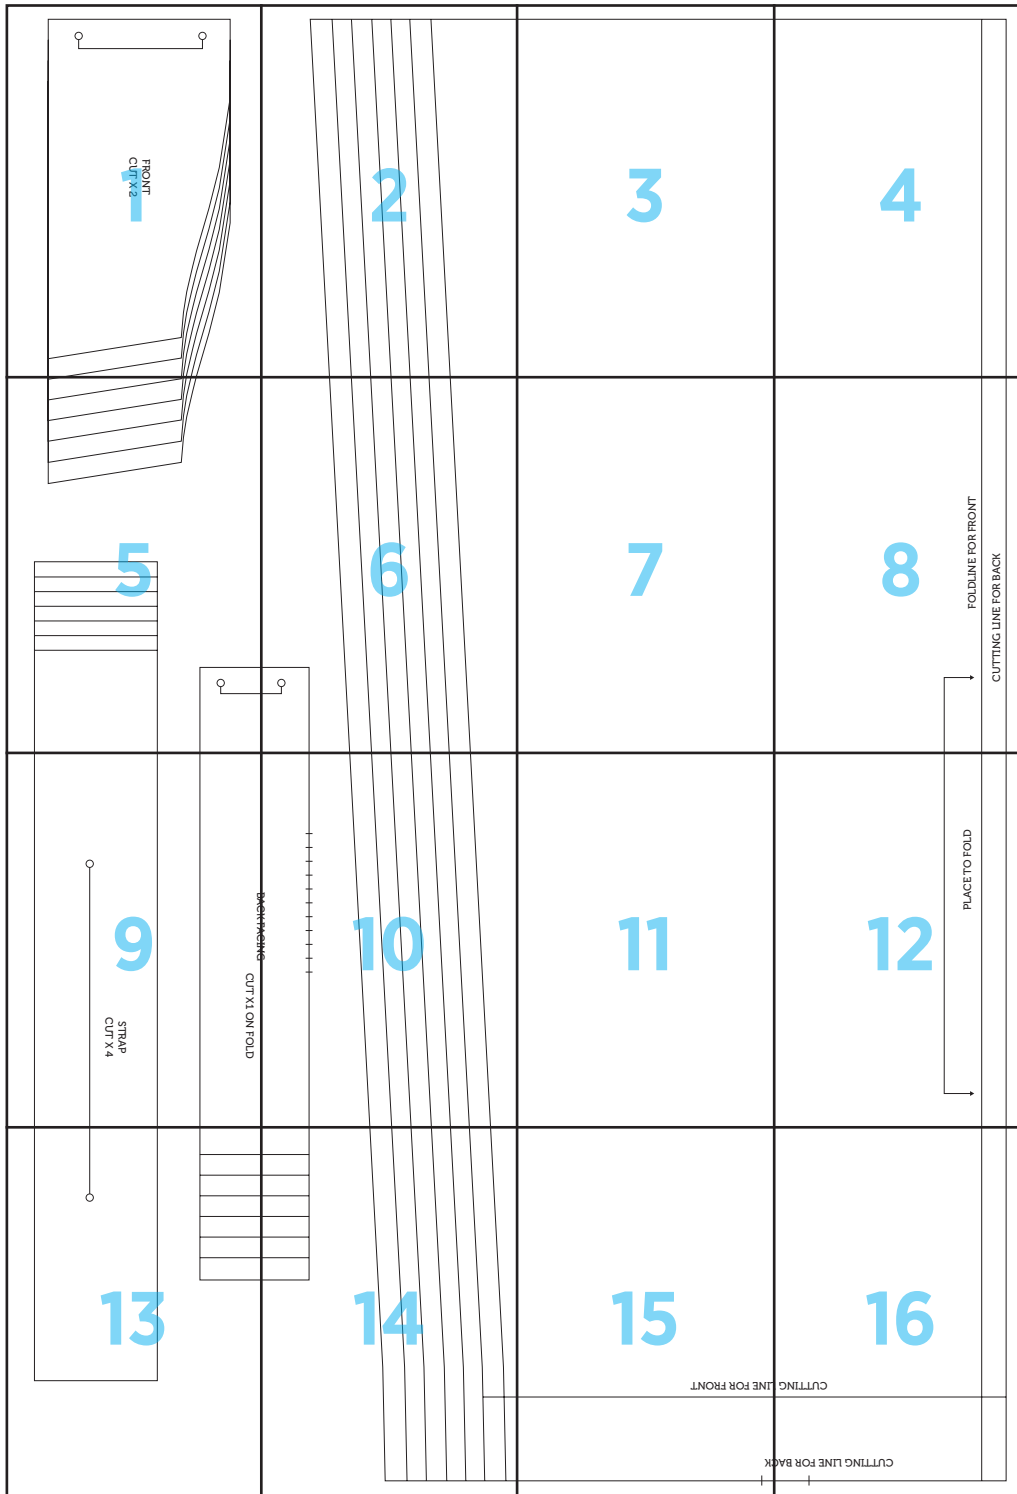 FRONT
CUT X 2
1
2
3
4
5
6
7
8
FOLDLINE FOR FRONT
CUTTING LINE FOR BACK
9
10
11
12
PLACE TO FOLD
BACK FACING
CUT X1 ON FOLD
STRAP
CUT X 4
13
14
15
16
CUTTING LINE FOR FRONT
CUTTING LINE FOR BACK